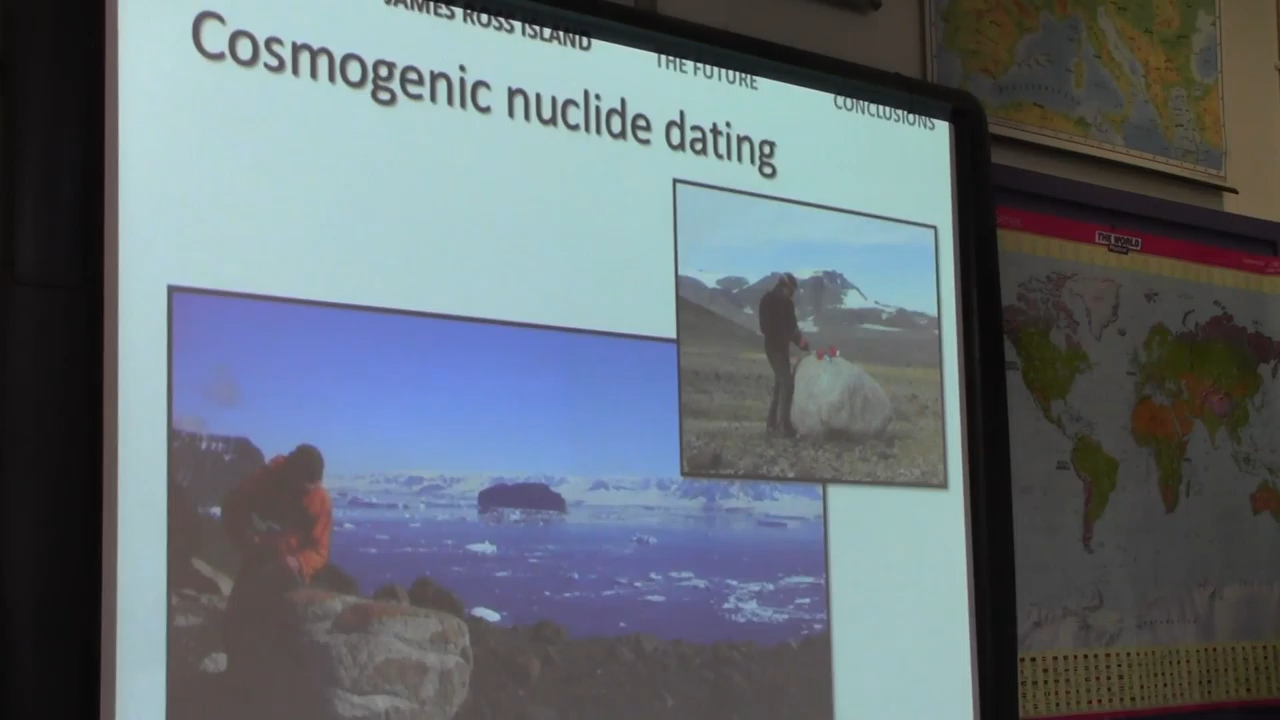 JAMES ROSS ISLAND
THE FUTURE
CONCLUSIONS
Cosmogenic nuclide dating
THE WORLD